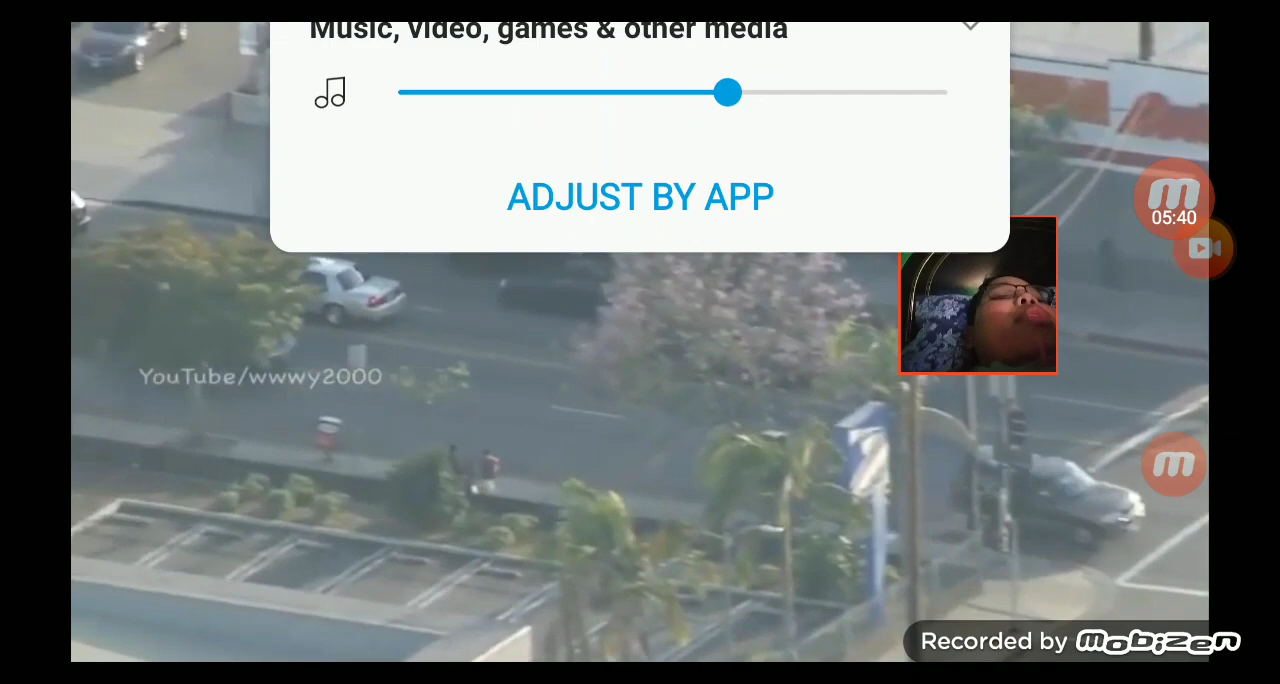 Music, video, games & other media
ADJUST BY APP
05:40
YouTube/wwwy2000
Recorded by mobizen